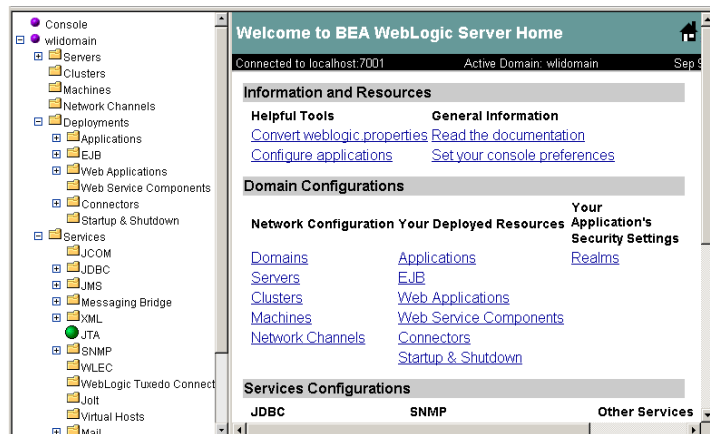 Console
wlidomain
Servers
Clusters
Machines
Network Channels
Deployments
Applications
EJB
Web Applications
Web Service Components
Connectors
Startup & Shutdown
Services
JCOM
JDBC
JMS
Messaging Bridge
XML
JTA
SNMP
WLEC
WebLogic Tuxedo Connect
Jolt
Virtual Hosts
Mail
Welcome to BEA WebLogic Server Home
Connected to localhost:7001 Active Domain: wlidomain Sep 9
Information and Resources
Helpful Tools General Information
Convert weblogic.properties Read the documentation
Configure applications Set your console preferences
Domain Configurations
Network Configuration Your Deployed Resources Your Application's Security Settings
Domains Applications Realms
Servers EJB
Clusters Web Applications
Machines Web Service Components
Network Channels Connectors
Startup & Shutdown
Services Configurations
JDBC SNMP Other Services